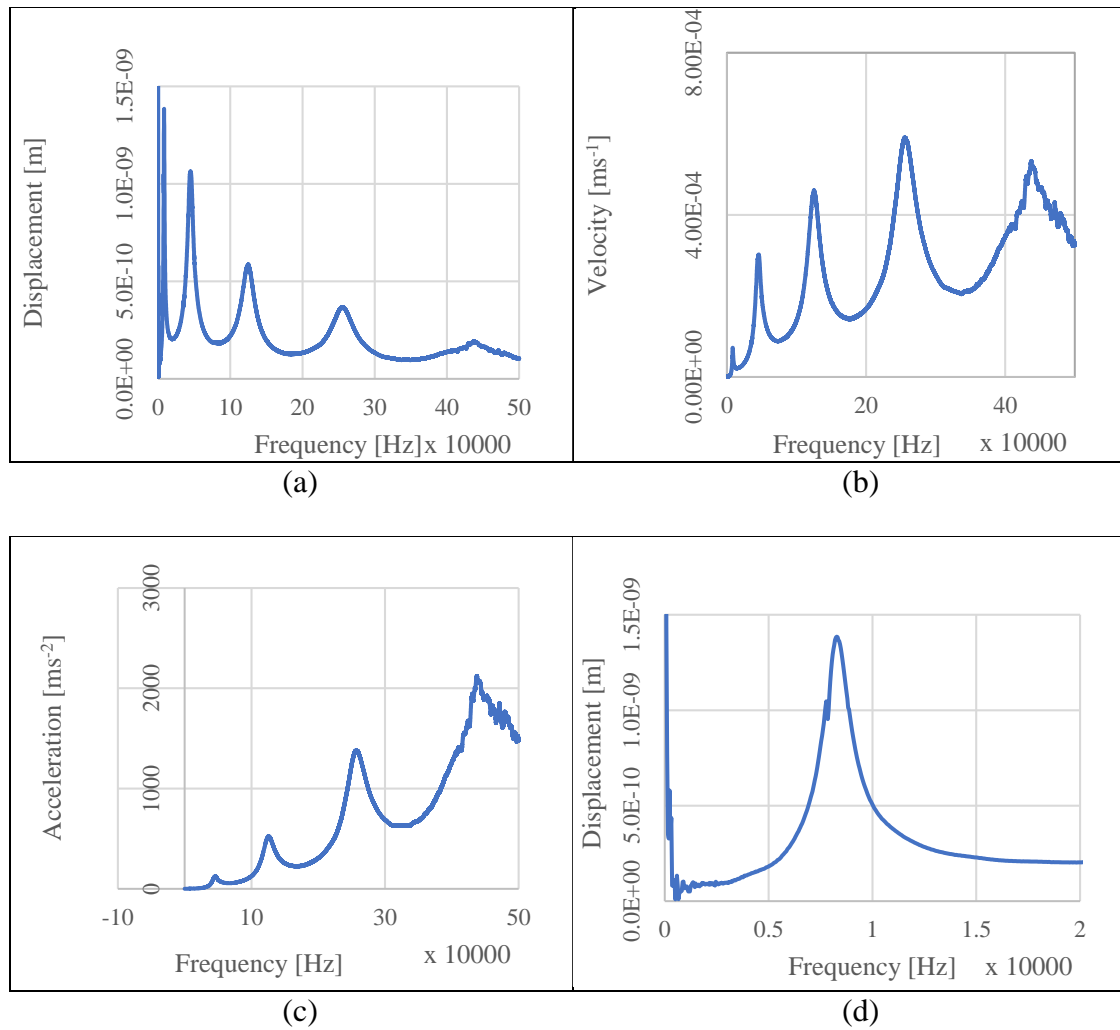 Displacement [m]
1.5E-09
1.0E-09
5.0E-10
0.0E+00
0 10 20 30 40 50
Frequency [Hz] x 10000
(a)
Velocity [ms⁻¹]
8.00E-04
4.00E-04
0.00E+00
0 20 40
Frequency [Hz] x 10000
(b)
Acceleration [ms⁻²]
3000
2000
1000
0
-10 10 30 50
Frequency [Hz] x 10000
(c)
Displacement [m]
1.5E-09
1.0E-09
5.0E-10
0.0E+00
0 0.5 1 1.5 2
Frequency [Hz] x 10000
(d)